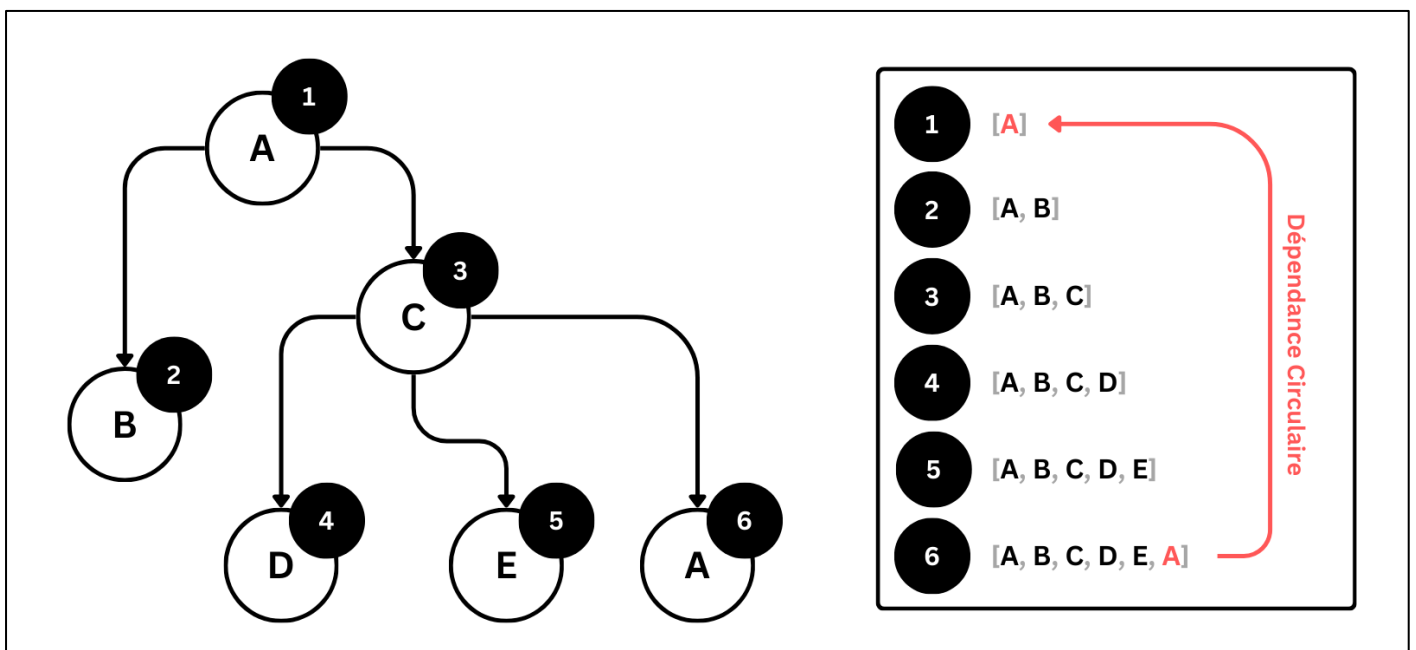 A
1
B
2
C
3
D
4
E
5
A
6
1 [A]
2 [A, B]
3 [A, B, C]
4 [A, B, C, D]
5 [A, B, C, D, E]
6 [A, B, C, D, E, A]
Dépendance Circulaire